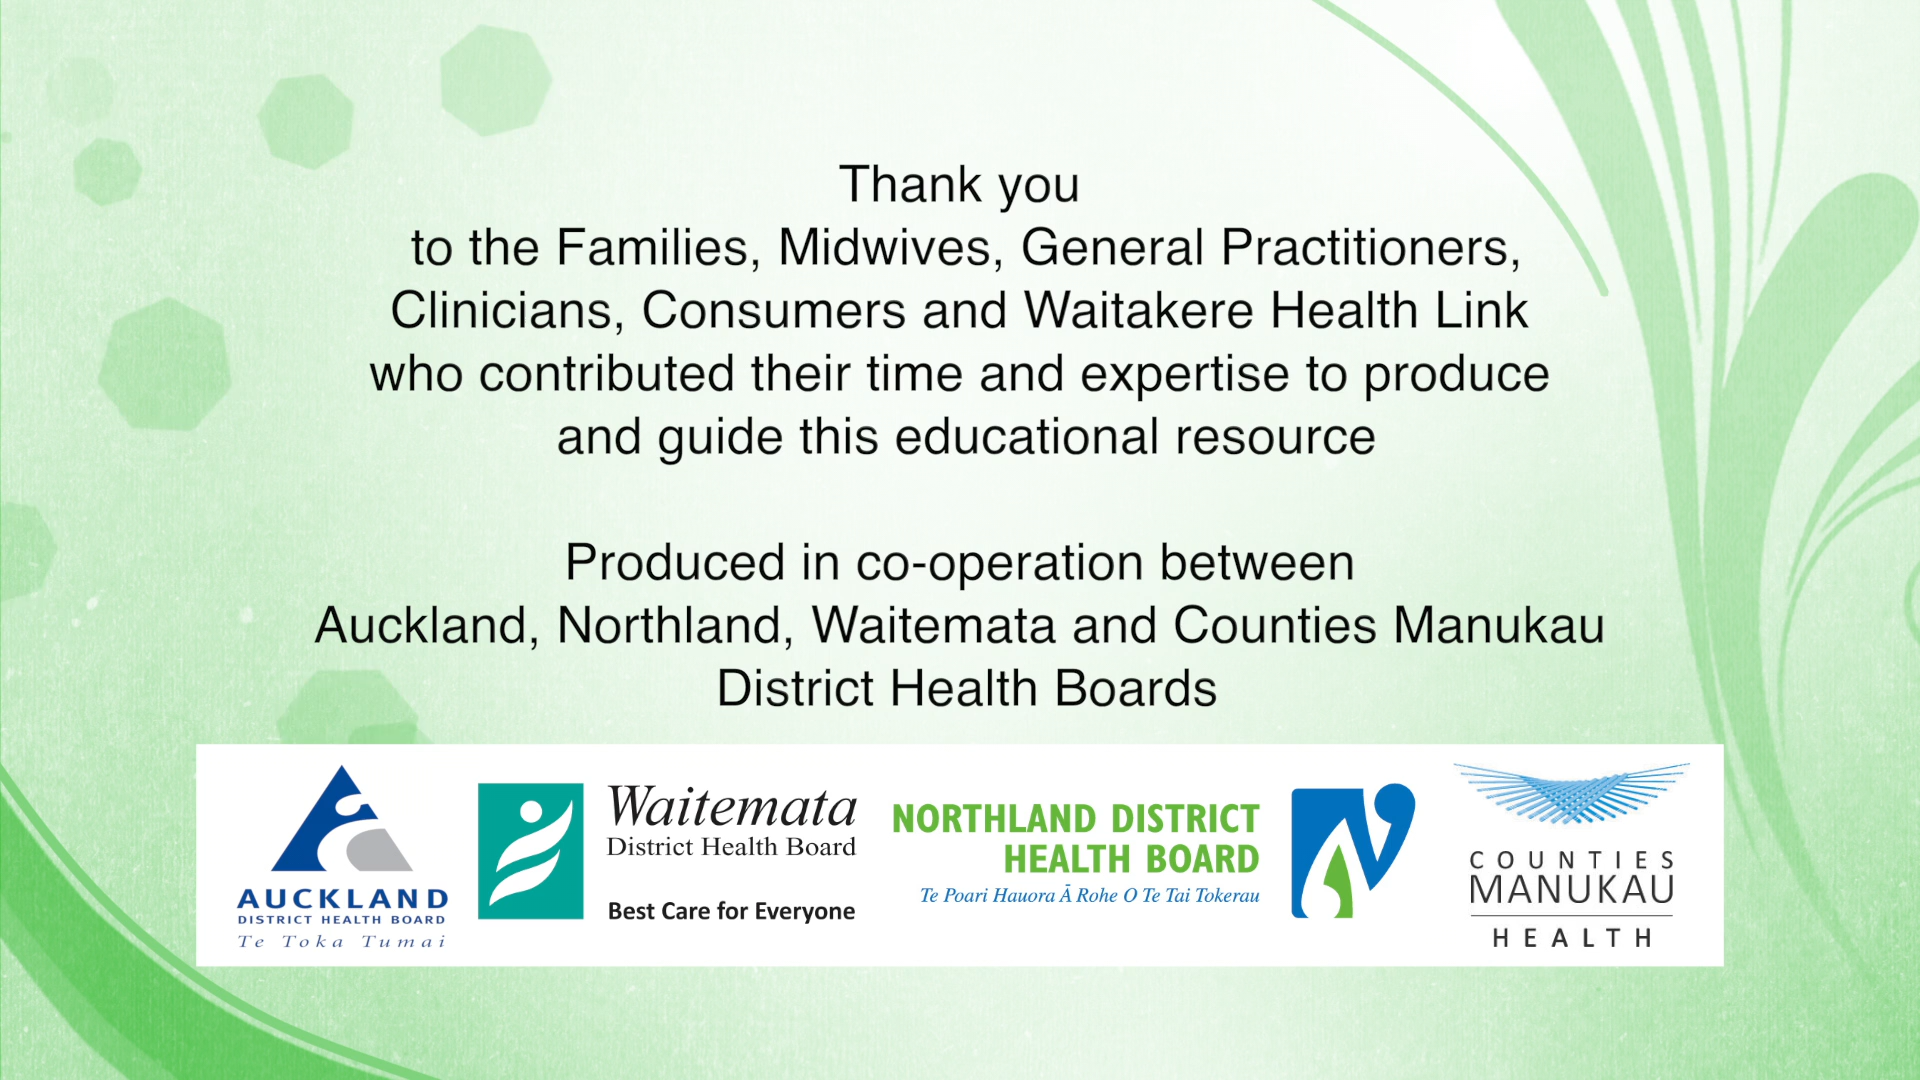 Thank you
to the Families, Midwives, General Practitioners,
Clinicians, Consumers and Waitakere Health Link
who contributed their time and expertise to produce
and guide this educational resource
Produced in co-operation between
Auckland, Northland, Waitemata and Counties Manukau
District Health Boards
AUCKLAND
DISTRICT HEALTH BOARD
Te Toka Tumai
Waitemata
District Health Board
Best Care for Everyone
NORTHLAND DISTRICT
HEALTH BOARD
Te Poari Hauora Ā Rohe O Te Tai Tokerau
COUNTIES
MANUKAU
HEALTH